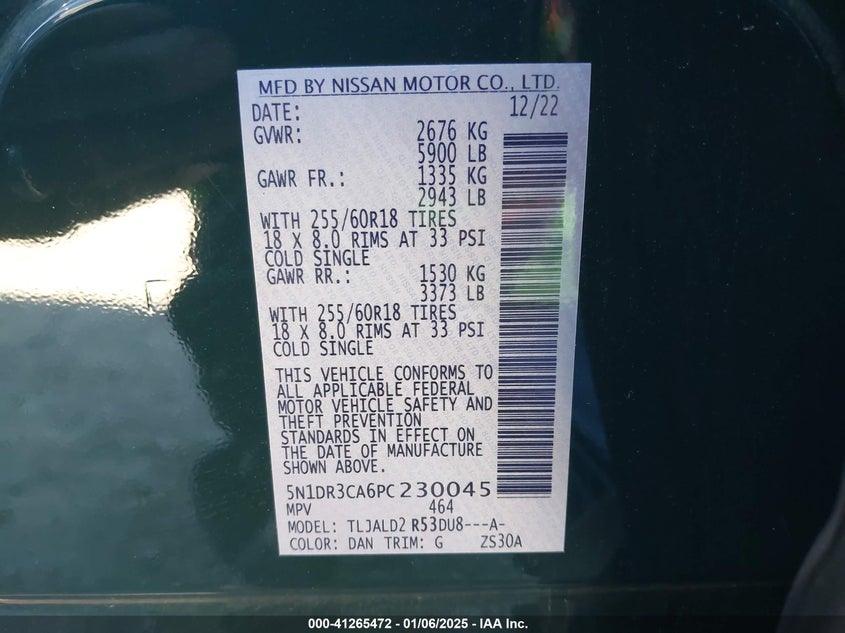 MFD BY NISSAN MOTOR CO., LTD.
DATE: 12/22
GVWR: 2676 KG
5900 LB
GAWR FR.: 1335 KG
2943 LB
WITH 255/60R18 TIRES
18 X 8.0 RIMS AT 33 PSI
COLD SINGLE
GAWR RR.: 1530 KG
3373 LB
WITH 255/60R18 TIRES
18 X 8.0 RIMS AT 33 PSI
COLD SINGLE
THIS VEHICLE CONFORMS TO
ALL APPLICABLE FEDERAL
MOTOR VEHICLE SAFETY AND
THEFT PREVENTION
STANDARDS IN EFFECT ON
THE DATE OF MANUFACTURE
SHOWN ABOVE.
5N1DR3CA6PC230045
MPV 464
MODEL: TLJALD2 R53DU8---A-
COLOR: DAN TRIM: G ZS30A
000-41265472 - 01/06/2025 - IAA Inc.